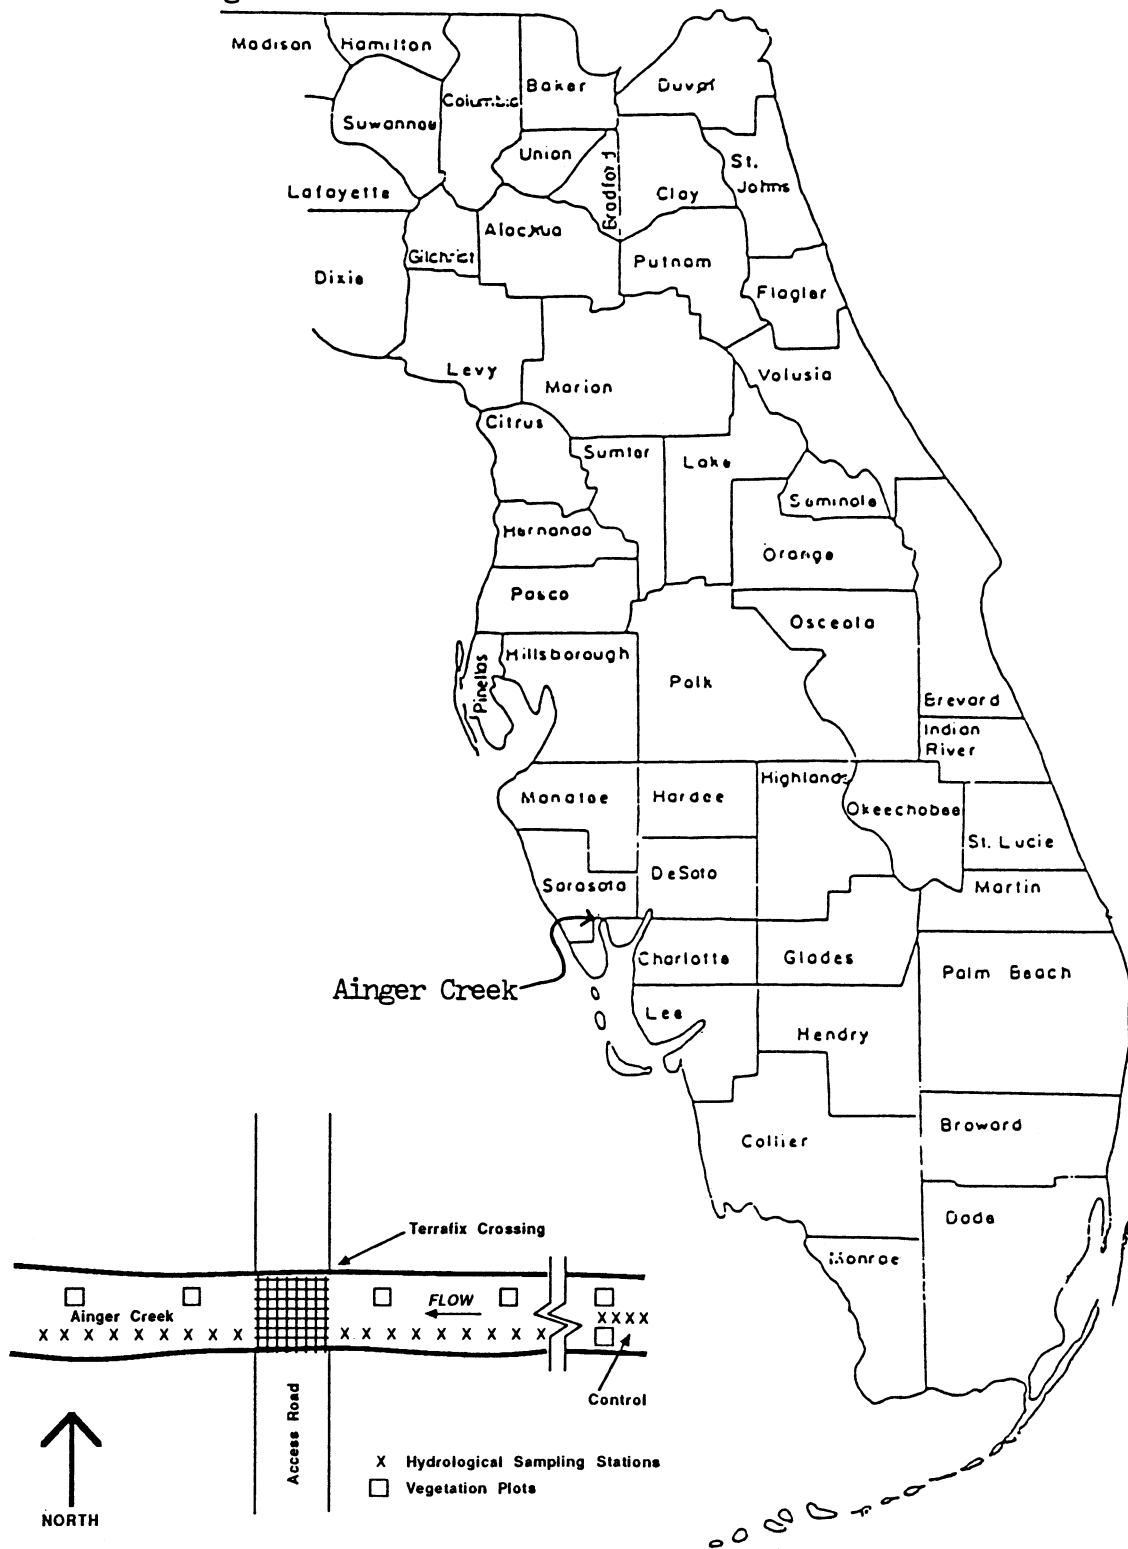 Madison
Hamilton
Baker
Duval
Columbia
Suwannee
Union
Bradford
St.
Johns
Lafayette
Clay
Alachua
Gilchrist
Putnam
Dixie
Flagler
Levy
Marion
Volusia
Citrus
Sumter
Lake
Seminole
Hernando
Orange
Pasco
Osceola
Hillsborough
Pinellas
Polk
Brevard
Indian
River
Highlands
Manatee
Hardee
Okeechobee
St. Lucie
Sarasota
DeSoto
Martin
Charlotte
Glades
Palm Beach
Ainger Creek
Lee
Hendry
Collier
Broward
Dade
Monroe
Terrafix Crossing
FLOW
Ainger Creek
X X X X X X X X X X
X X X X X X X X X X
X X X X
Control
Access Road
X Hydrological Sampling Stations
Vegetation Plots
NORTH